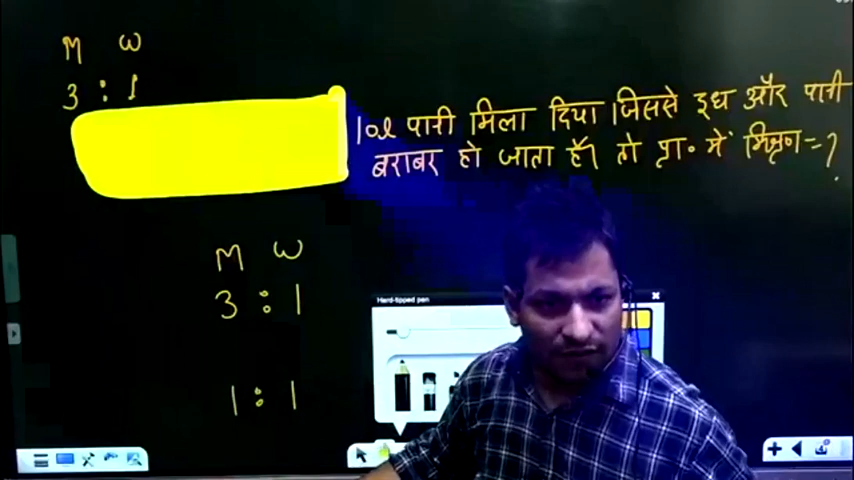 M W
3 : 1
10l पानी मिला दिया जिससे दूध और पानी
बराबर हो जाता है। तो प्रा॰ में मिश्रण = ?
M W
3 : 1
Hard-tipped pen
1 : 1